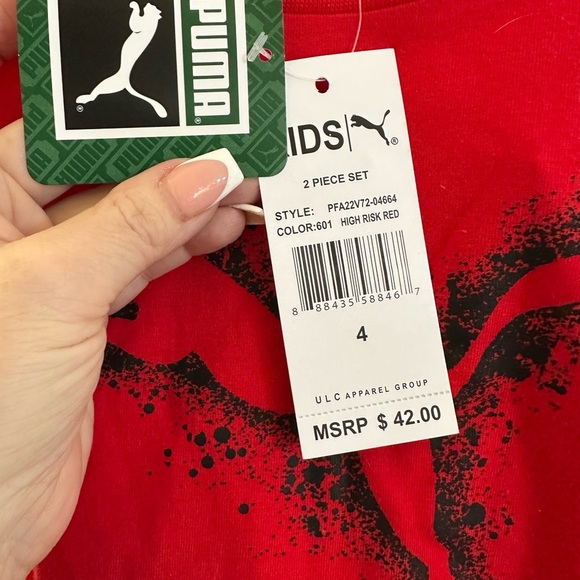 PUMA
®
KIDS ®
2 PIECE SET
STYLE: PFA22V72-04664
COLOR:601 HIGH RISK RED
8 88435 58846 7
4
ULC APPAREL GROUP
MSRP $ 42.00